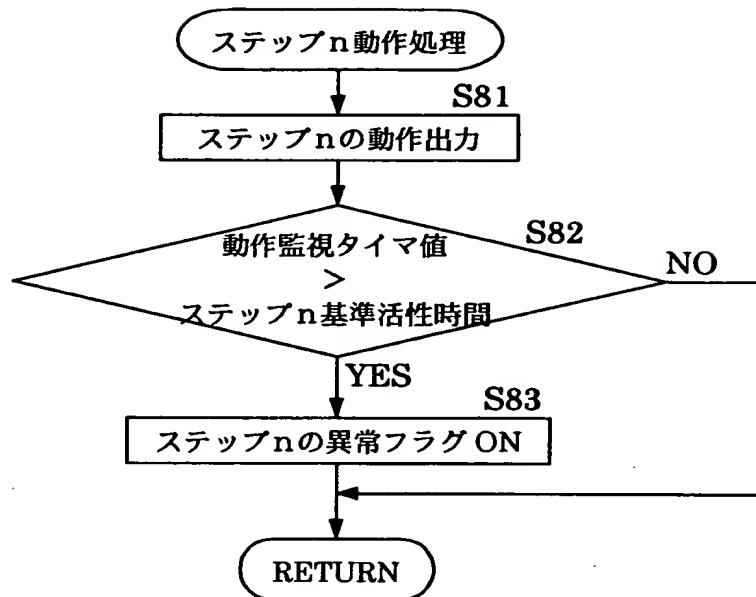 ステップn動作処理
S81
ステップnの動作出力
動作監視タイマ値
S82
>
NO
ステップn基準活性時間
YES
S83
ステップnの異常フラグ ON
RETURN